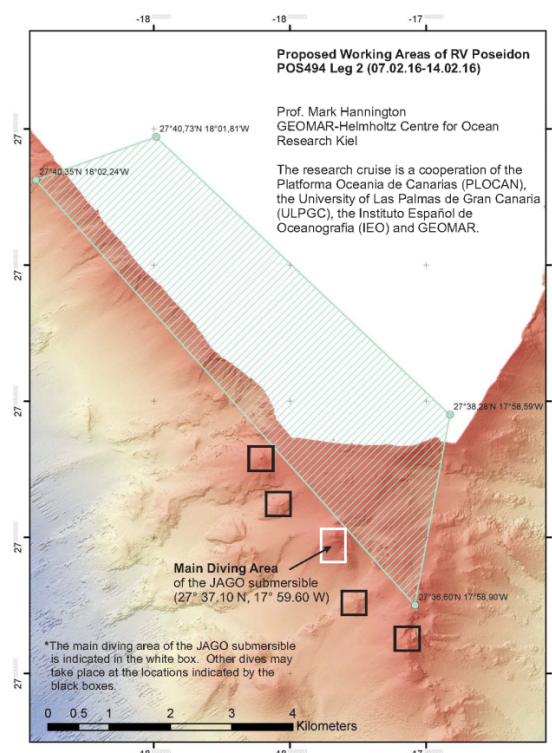 -18
-18
-17
Proposed Working Areas of RV Poseidon
POS494 Leg 2 (07.02.16-14.02.16)
Prof. Mark Hannington
GEOMAR-Helmholtz Centre for Ocean
Research Kiel
The research cruise is a cooperation of the
Platforma Oceania de Canarias (PLOCAN),
the University of Las Palmas de Gran Canaria
(ULPGC), the Instituto Español de
Oceanografia (IEO) and GEOMAR.
27°40,73'N 18°01,81'W
27°40,35'N 18°02,24'W
27
27
27
27°38,28'N 17°58,59'W
27
Main Diving Area
of the JAGO submersible
(27° 37.10 N, 17° 59.60 W)
27°36,60'N 17°58,90'W
*The main diving area of the JAGO submersible
is indicated in the white box. Other dives may
take place at the locations indicated by the
black boxes.
27
0 0.5 1 2 3 4
Kilometers
-18
-18
-17